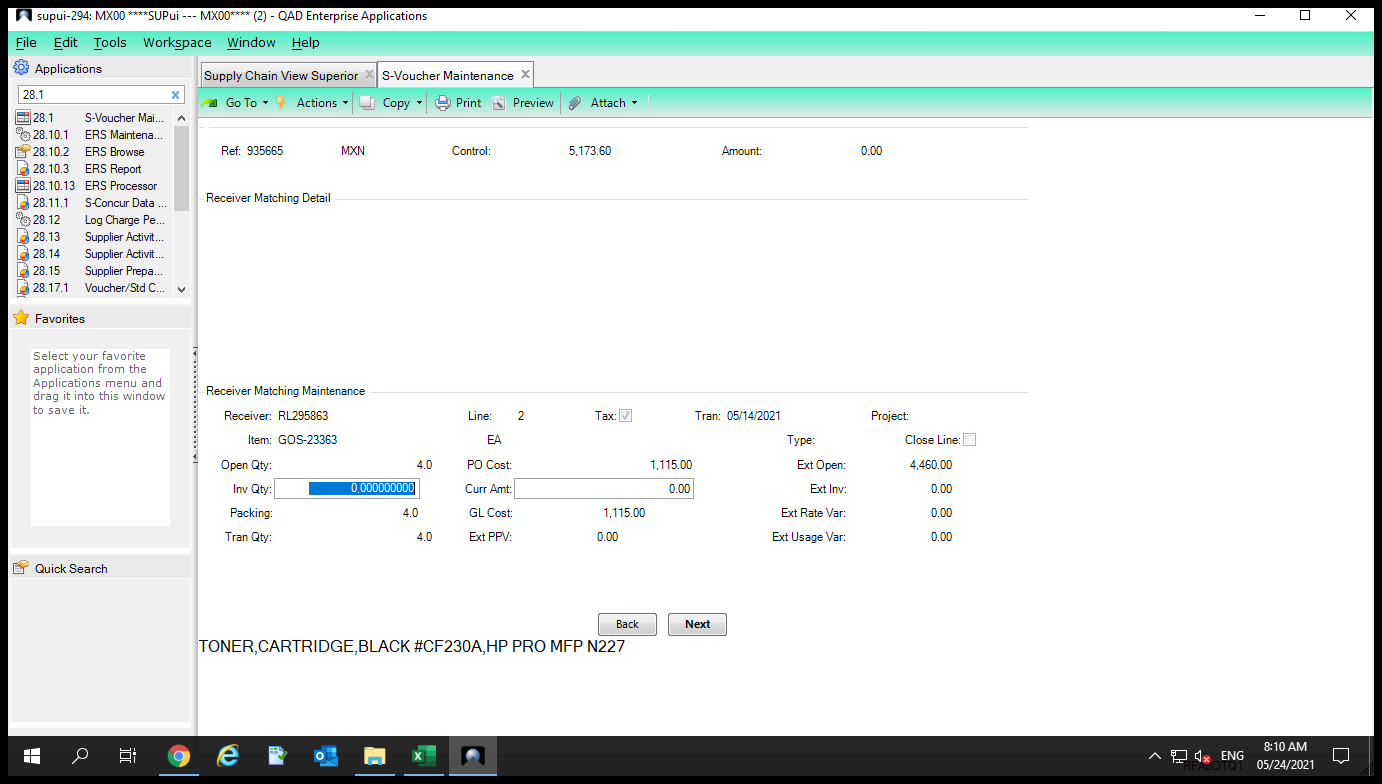 supui-294: MX00 ****SUPui --- MX00**** (2) - QAD Enterprise Applications
File Edit Tools Workspace Window Help
Applications
28.1
28.1 S-Voucher Mai...
28.10.1 ERS Maintena...
28.10.2 ERS Browse
28.10.3 ERS Report
28.10.13 ERS Processor
28.11.1 S-Concur Data ...
28.12 Log Charge Pe...
28.13 Supplier Activit...
28.14 Supplier Activit...
28.15 Supplier Prepa...
28.17.1 Voucher/Std C...
Favorites
Select your favorite
application from the
Applications menu and
drag it into this window
to save it.
Quick Search
Supply Chain View Superior S-Voucher Maintenance
Go To Actions Copy Print Preview Attach
Ref: 935665 MXN Control: 5,173.60 Amount: 0.00
Receiver Matching Detail
Receiver Matching Maintenance
Receiver: RL295863 Line: 2 Tax: Tran: 05/14/2021 Project:
Item: GOS-23363 EA Type: Close Line:
Open Qty: 4.0 PO Cost: 1,115.00 Ext Open: 4,460.00
Inv Qty: 0.000000000 Curr Amt: 0.00 Ext Inv: 0.00
Packing: 4.0 GL Cost: 1,115.00 Ext Rate Var: 0.00
Tran Qty: 4.0 Ext PPV: 0.00 Ext Usage Var: 0.00
Back Next
TONER,CARTRIDGE,BLACK #CF230A,HP PRO MFP N227
ENG
8:10 AM
05/24/2021